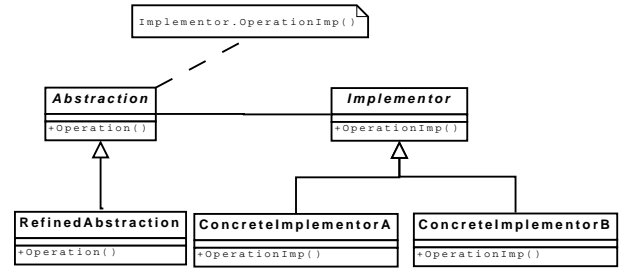 Implementor.OperationImp()
Abstraction
+Operation()
Implementor
+OperationImp()
RefinedAbstraction
+Operation()
ConcreteImplementorA
+OperationImp()
ConcreteImplementorB
+OperationImp()